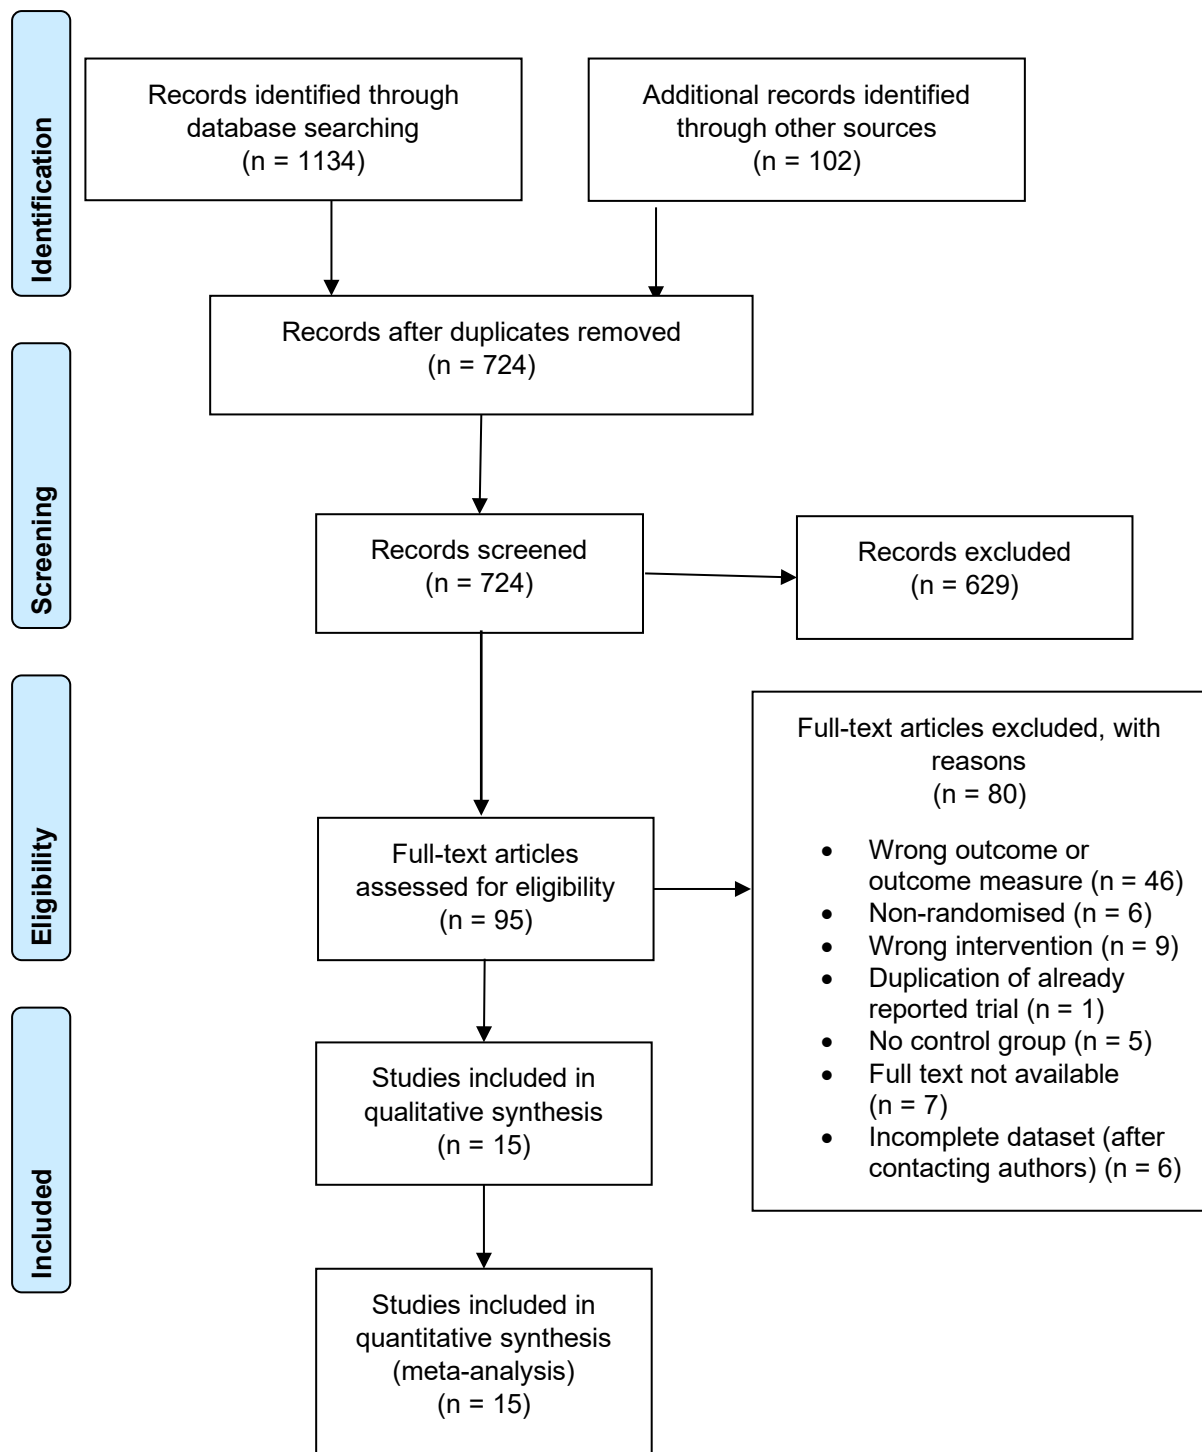 Identification
Records identified through
database searching
(n = 1134)
Additional records identified
through other sources
(n = 102)
Records after duplicates removed
(n = 724)
Screening
Records screened
(n = 724)
Records excluded
(n = 629)
Eligibility
Full-text articles
assessed for eligibility
(n = 95)
Full-text articles excluded, with
reasons
(n = 80)
• Wrong outcome or
outcome measure (n = 46)
• Non-randomised (n = 6)
• Wrong intervention (n = 9)
• Duplication of already
reported trial (n = 1)
• No control group (n = 5)
• Full text not available
(n = 7)
• Incomplete dataset (after
contacting authors) (n = 6)
Included
Studies included in
qualitative synthesis
(n = 15)
Studies included in
quantitative synthesis
(meta-analysis)
(n = 15)